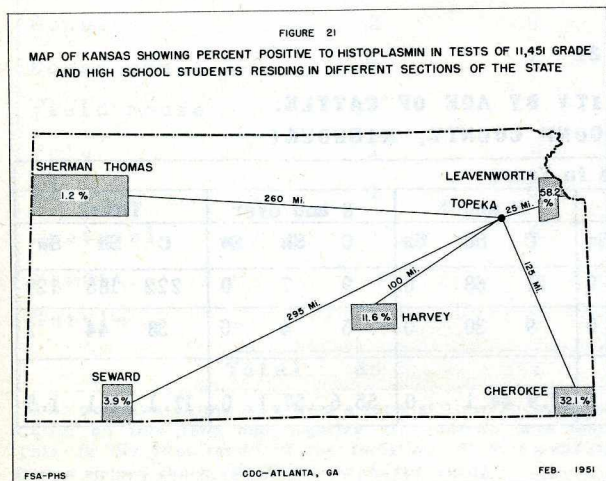 FIGURE 21
MAP OF KANSAS SHOWING PERCENT POSITIVE TO HISTOPLASMIN IN TESTS OF 11,451 GRADE
AND HIGH SCHOOL STUDENTS RESIDING IN DIFFERENT SECTIONS OF THE STATE
SHERMAN THOMAS
1.2 %
260 MI.
LEAVENWORTH
58.2
%
TOPEKA
25 MI.
125 MI.
100 MI.
295 MI.
11.6 %
HARVEY
SEWARD
3.9%
CHEROKEE
32.1 %
FSA-PHS
CDC-ATLANTA, GA
FEB. 1951